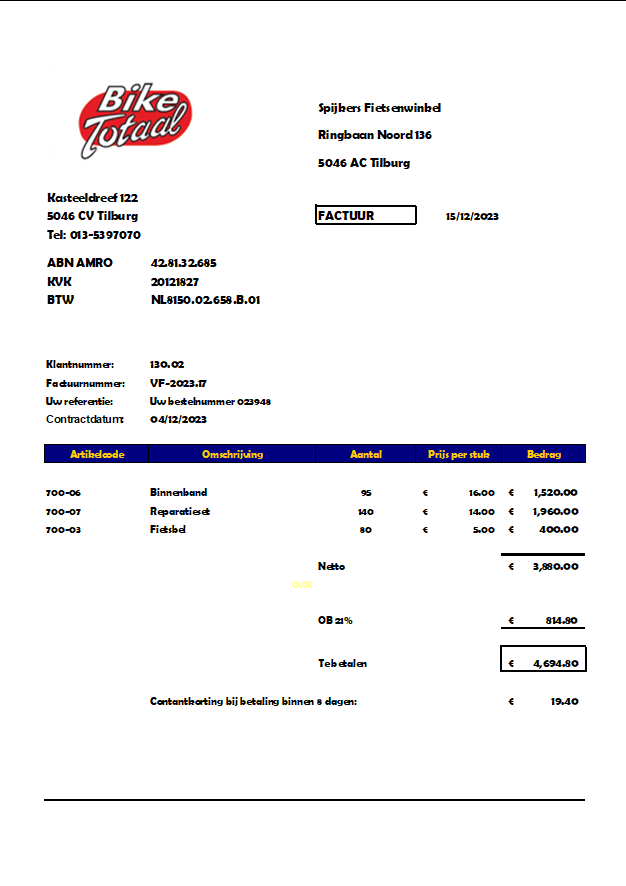 Bike
Totaal
Spijkers Fietsenwinkel
Ringbaan Noord 136
5046 AC Tilburg
Kasteeldreef 122
5046 CV Tilburg
FACTUUR 15/12/2023
Tel: 013-5397070
ABN AMRO 42.81.32.685
KVK 20121827
BTW NL8150.02.658.B.01
Klantnummer: 130.02
Factuurnummer: VF-2023.17
Uw referentie: Uw bestelnummer 023948
Contractdatum: 04/12/2023
Artikelcode Omschrijving Aantal Prijs per stuk Bedrag
700-06 Binnenband 95 € 16.00 € 1,520.00
700-07 Reparatieset 140 € 14.00 € 1,960.00
700-03 Fietsbel 80 € 5.00 € 400.00
Netto € 3,880.00
OB 21% € 814.80
Te betalen € 4,694.80
Contantkorting bij betaling binnen 8 dagen: € 19.40